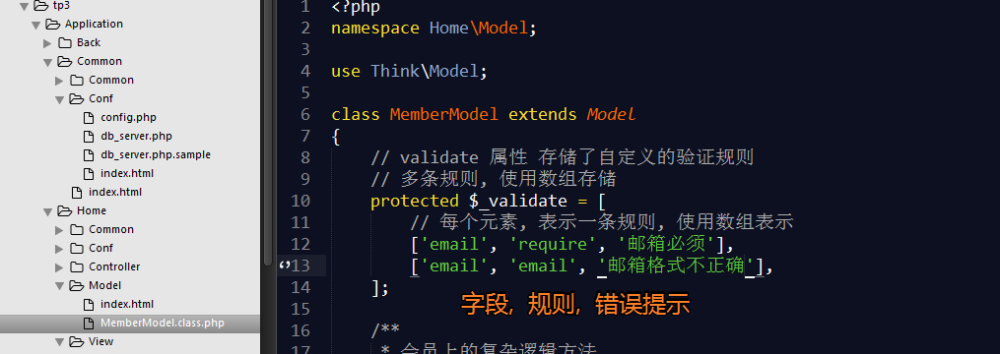 tp3
Application
Back
Common
Common
Conf
config.php
db_server.php
db_server.php.sample
index.html
index.html
Home
Common
Conf
Controller
Model
index.html
MemberModel.class.php
View
1 <?php
2 namespace Home\Model;
3
4 use Think\Model;
5
6 class MemberModel extends Model
7 {
8 // validate 属性 存储了自定义的验证规则
9 // 多条规则, 使用数组存储
10 protected $_validate = [
11 // 每个元素, 表示一条规则, 使用数组表示
12 ['email', 'require', '邮箱必须'],
13 ['email', 'email', '邮箱格式不正确'],
14 ];
字段, 规则, 错误提示
15
16 /**
17 * 会员上的复杂逻辑方法